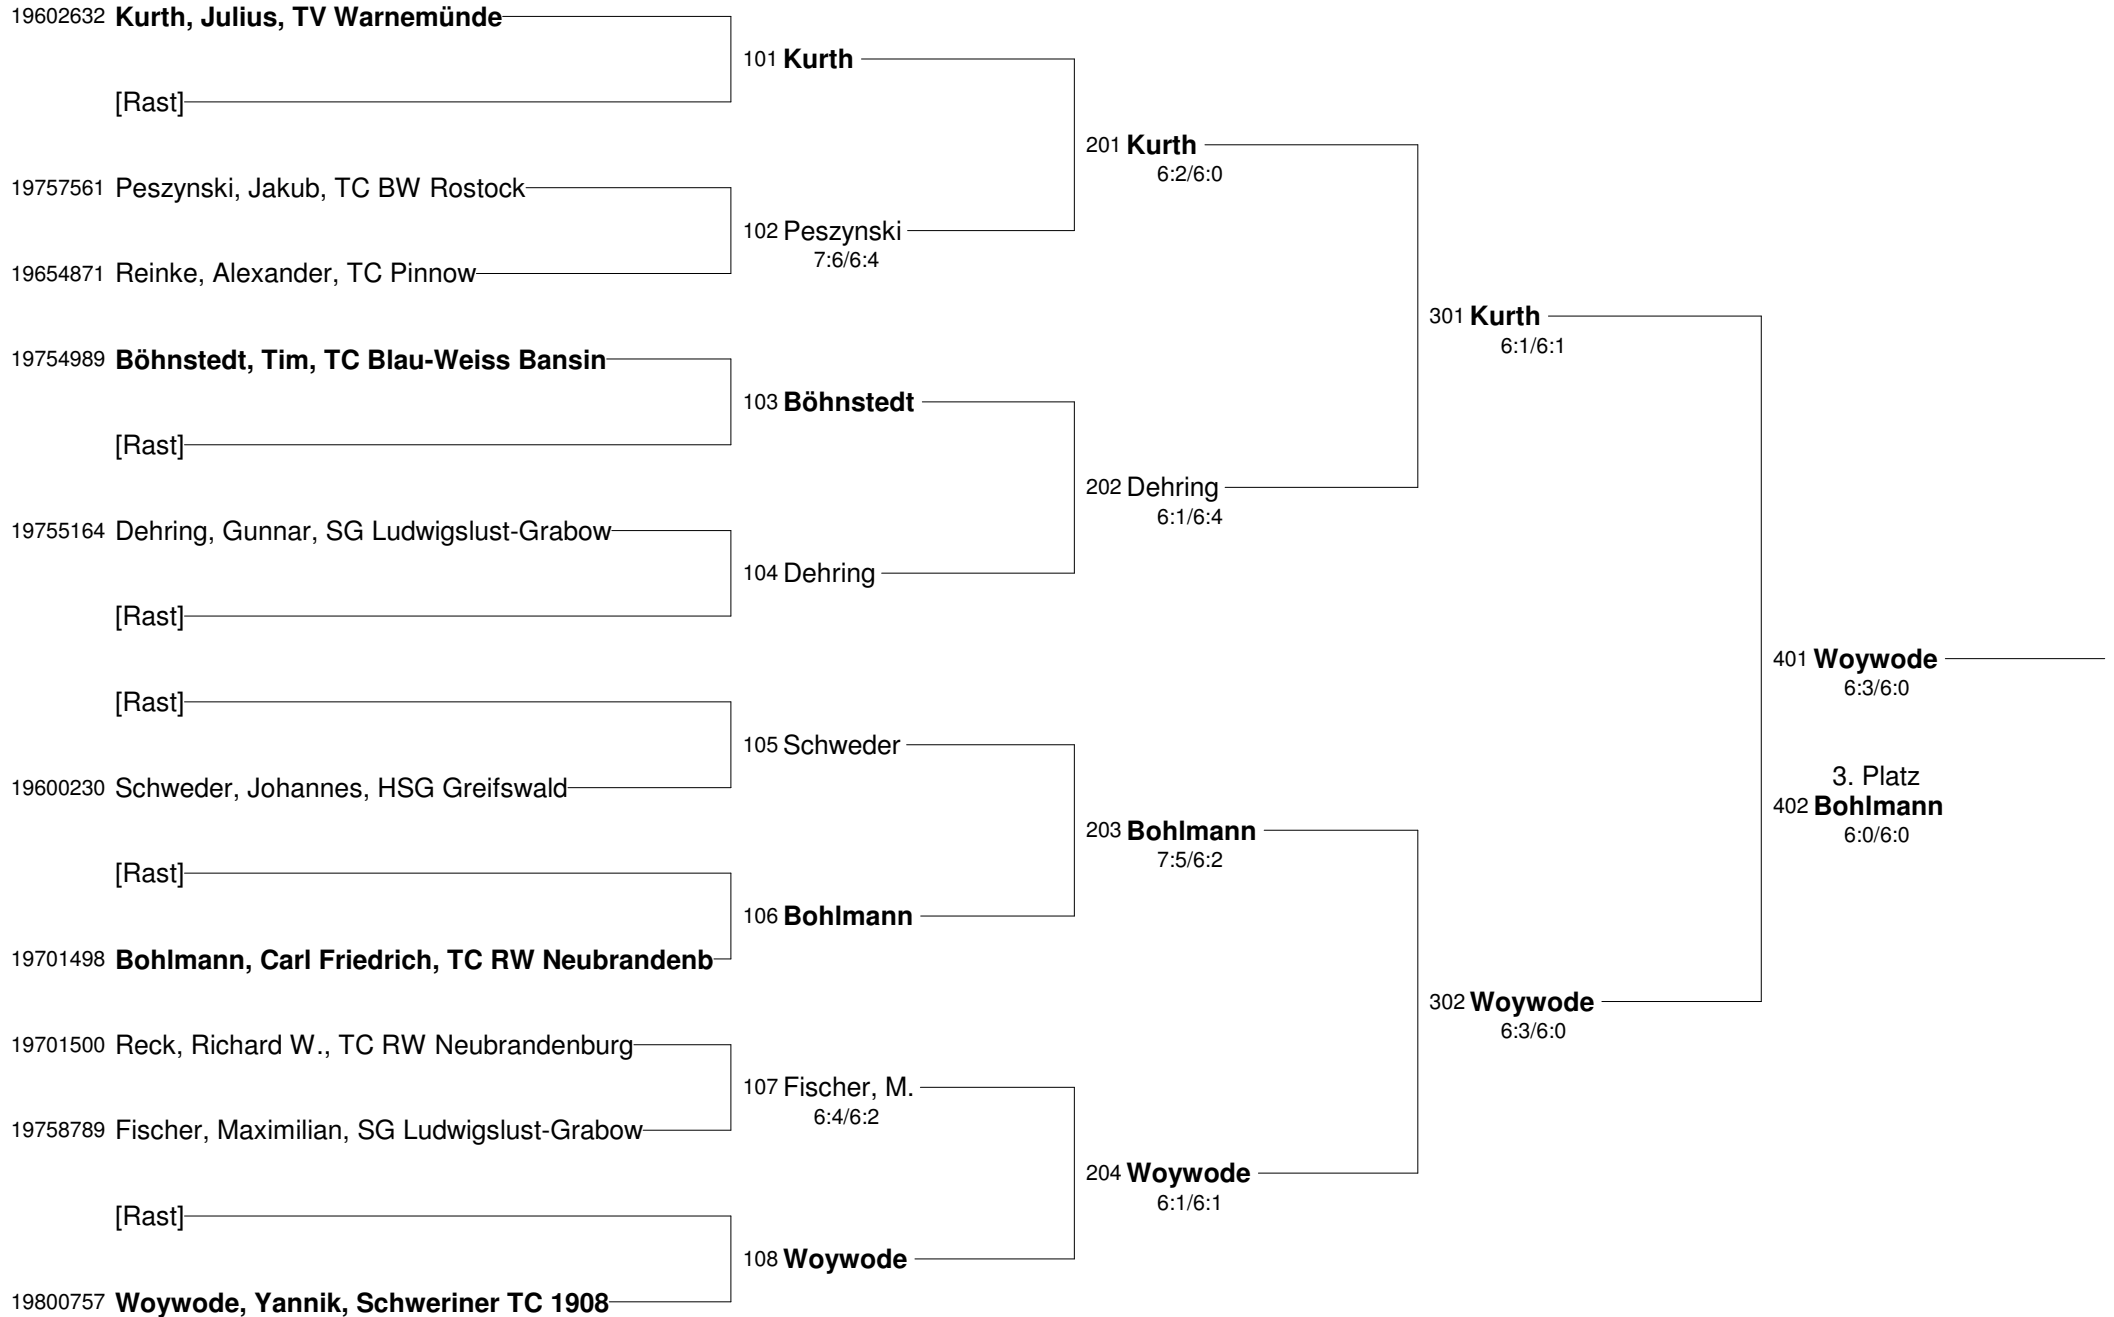 19602632 Kurth, Julius, TV Warnemünde
101 Kurth
[Rast]
201 Kurth
6:2/6:0
19757561 Peszynski, Jakub, TC BW Rostock
102 Peszynski
7:6/6:4
19654871 Reinke, Alexander, TC Pinnow
301 Kurth
6:1/6:1
19754989 Böhnstedt, Tim, TC Blau-Weiss Bansin
103 Böhnstedt
[Rast]
202 Dehring
6:1/6:4
19755164 Dehring, Gunnar, SG Ludwigslust-Grabow
104 Dehring
[Rast]
401 Woywode
6:3/6:0
[Rast]
105 Schweder
19600230 Schweder, Johannes, HSG Greifswald
3. Platz
402 Bohlmann
6:0/6:0
203 Bohlmann
7:5/6:2
[Rast]
106 Bohlmann
19701498 Bohlmann, Carl Friedrich, TC RW Neubrandenb
302 Woywode
6:3/6:0
19701500 Reck, Richard W., TC RW Neubrandenburg
107 Fischer, M.
6:4/6:2
19758789 Fischer, Maximilian, SG Ludwigslust-Grabow
204 Woywode
6:1/6:1
[Rast]
108 Woywode
19800757 Woywode, Yannik, Schweriner TC 1908